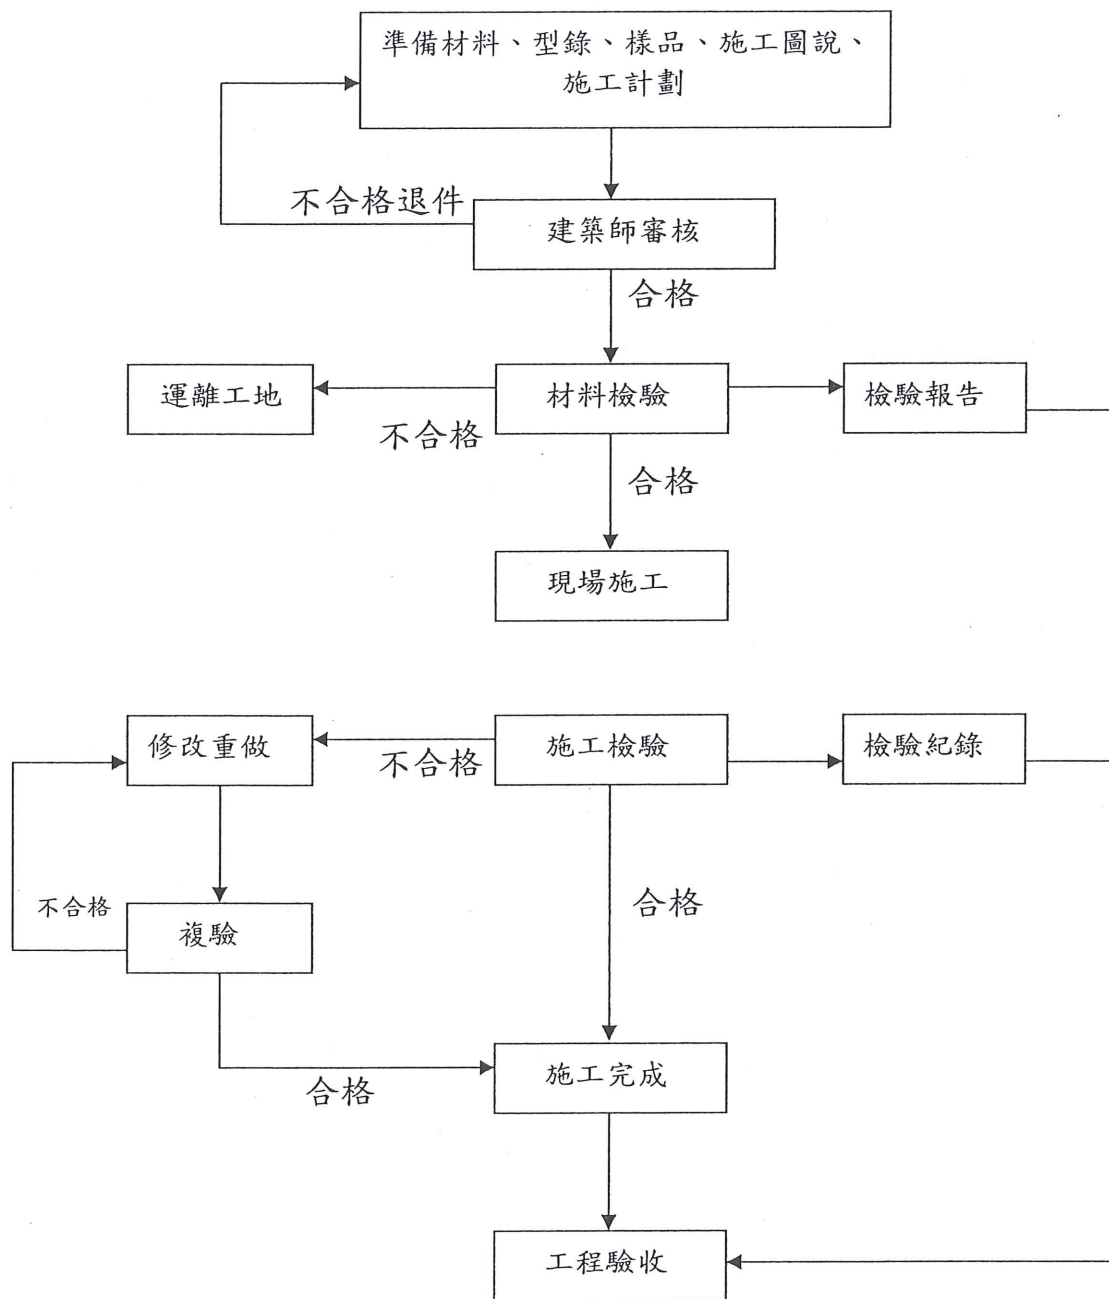 準備材料、型錄、樣品、施工圖說、
施工計劃
不合格退件
建築師審核
合格
運離工地
材料檢驗
檢驗報告
不合格
合格
現場施工
修改重做
不合格
施工檢驗
檢驗紀錄
不合格
合格
複驗
合格
施工完成
工程驗收